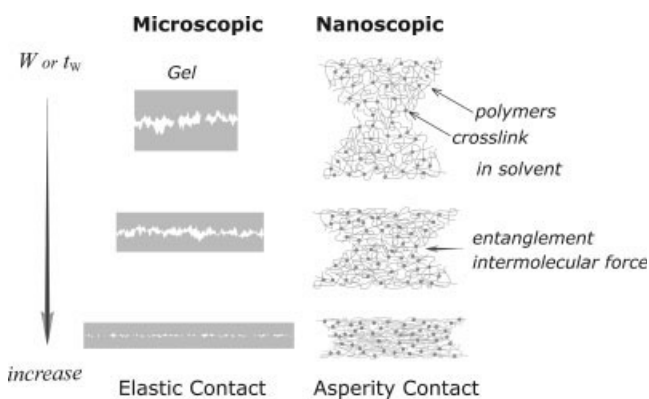 Microscopic
Nanoscopic
W or tw
Gel
polymers
crosslink
in solvent
entanglement
intermolecular force
increase
Elastic Contact
Asperity Contact